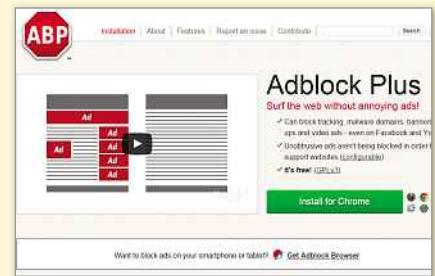 ABP
Installation About Features Report an issue Contribute Search
Adblock Plus
Surf the web without annoying ads!
Ad
Ad
Ad
Ad
Ad
Ad
✓ Can block tracking, malware domains, banners
ups and video ads - even on Facebook and Yo
✓ Unobtrusive ads aren't being blocked in order t
support websites (configurable)
✓ It's free! (GPLv3)
Install for Chrome
Want to block ads on your smartphone or tablet? Get Adblock Browser